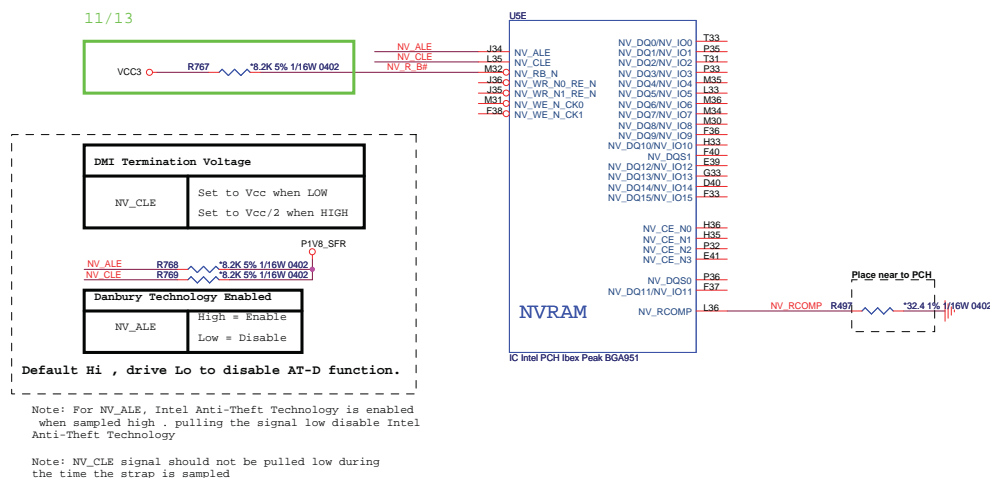 11/13
VCC3 R767 *8.2K 5% 1/16W 0402
NV_ALE
NV_CLE
NV_R_B#
U5E
J34 NV_ALE
L35 NV_CLE
M32 NV_RB_N
J36 NV_WR_N0_RE_N
J35 NV_WR_N1_RE_N
M31 NV_WE_N_CK0
F38 NV_WE_N_CK1
NV_DQ0/NV_IO0 T33
NV_DQ1/NV_IO1 P35
NV_DQ2/NV_IO2 T31
NV_DQ3/NV_IO3 P33
NV_DQ4/NV_IO4 M35
NV_DQ5/NV_IO5 L33
NV_DQ6/NV_IO6 M36
NV_DQ7/NV_IO7 M34
NV_DQ8/NV_IO8 M30
NV_DQ9/NV_IO9 F36
NV_DQ10/NV_IO10 H33
NV_DQS1 F40
NV_DQ12/NV_IO12 E39
NV_DQ13/NV_IO13 G33
NV_DQ14/NV_IO14 D40
NV_DQ15/NV_IO15 F33
NV_CE_N0 H36
NV_CE_N1 H35
NV_CE_N2 P32
NV_CE_N3 E41
NV_DQS0 P36
NV_DQ11/NV_IO11 F37
NV_RCOMP L36
NVRAM
IC Intel PCH Ibex Peak BGA951
Place near to PCH
NV_RCOMP R497 *32.4 1% 1/16W 0402
DMI Termination Voltage
NV_CLE
Set to Vcc when LOW
Set to Vcc/2 when HIGH
P1V8_SFR
NV_ALE R768 *8.2K 5% 1/16W 0402
NV_CLE R769 *8.2K 5% 1/16W 0402
Danbury Technology Enabled
NV_ALE
High = Enable
Low = Disable
Default Hi , drive Lo to disable AT-D function.
Note: For NV_ALE, Intel Anti-Theft Technology is enabled
when sampled high . pulling the signal low disable Intel
Anti-Theft Technology
Note: NV_CLE signal should not be pulled low during
the time the strap is sampled